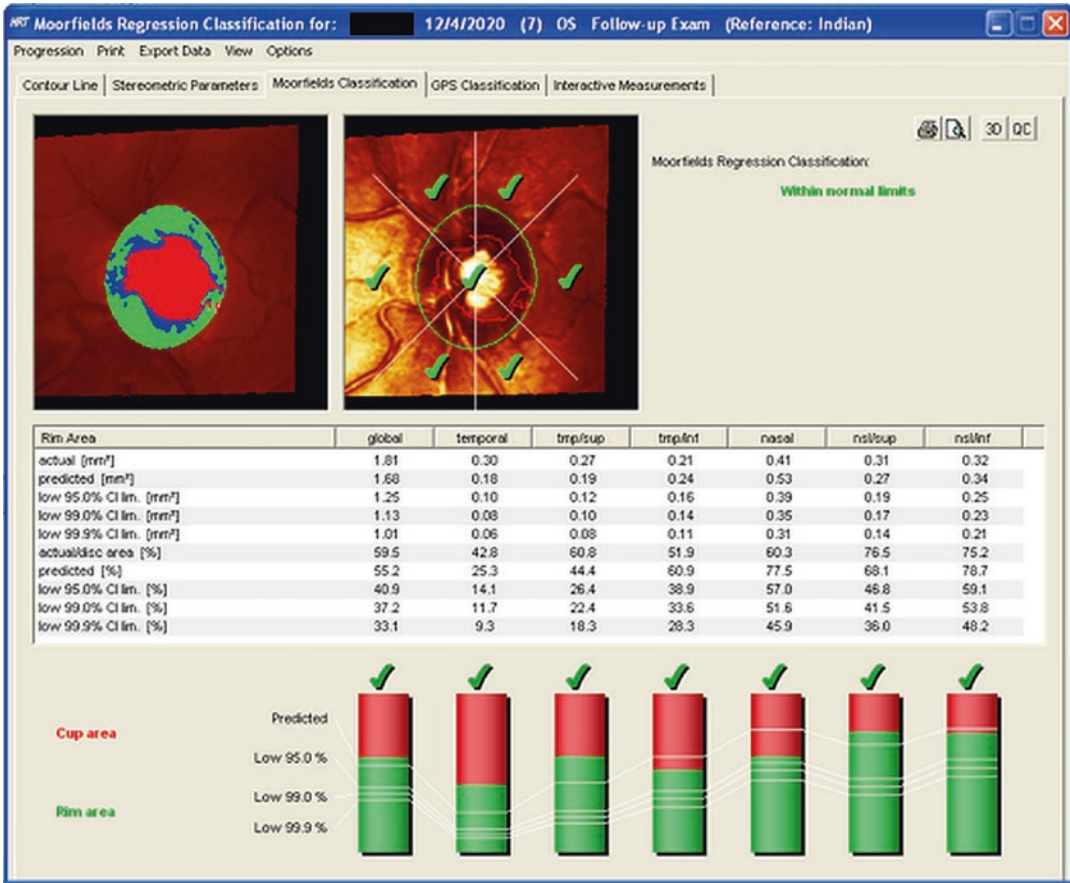 HRT Moorfields Regression Classification for: 12/4/2020 (7) OS Follow-up Exam (Reference: Indian)
Progression Print Export Data View Options
Contour Line Stereometric Parameters Moorfields Classification GPS Classification Interactive Measurements
3D QC
Moorfields Regression Classification:
Within normal limits
Rim Area global temporal tmp/sup tmp/inf nasal nsl/sup nsl/inf
actual [mm²] 1.81 0.30 0.27 0.21 0.41 0.31 0.32
predicted [mm²] 1.68 0.18 0.19 0.24 0.53 0.27 0.34
low 95.0% CI lim. [mm²] 1.25 0.10 0.12 0.16 0.39 0.19 0.25
low 99.0% CI lim. [mm²] 1.13 0.08 0.10 0.14 0.35 0.17 0.23
low 99.9% CI lim. [mm²] 1.01 0.06 0.08 0.11 0.31 0.14 0.21
actual/disc area [%] 59.5 42.8 60.8 51.9 60.3 76.5 75.2
predicted [%] 55.2 25.3 44.4 60.9 77.5 68.1 78.7
low 95.0% CI lim. [%] 40.9 14.1 26.4 38.9 57.0 46.8 59.1
low 99.0% CI lim. [%] 37.2 11.7 22.4 33.6 51.6 41.5 53.8
low 99.9% CI lim. [%] 33.1 9.3 18.3 28.3 45.9 36.0 48.2
Predicted
Cup area
Low 95.0 %
Low 99.0 %
Rim area
Low 99.9 %